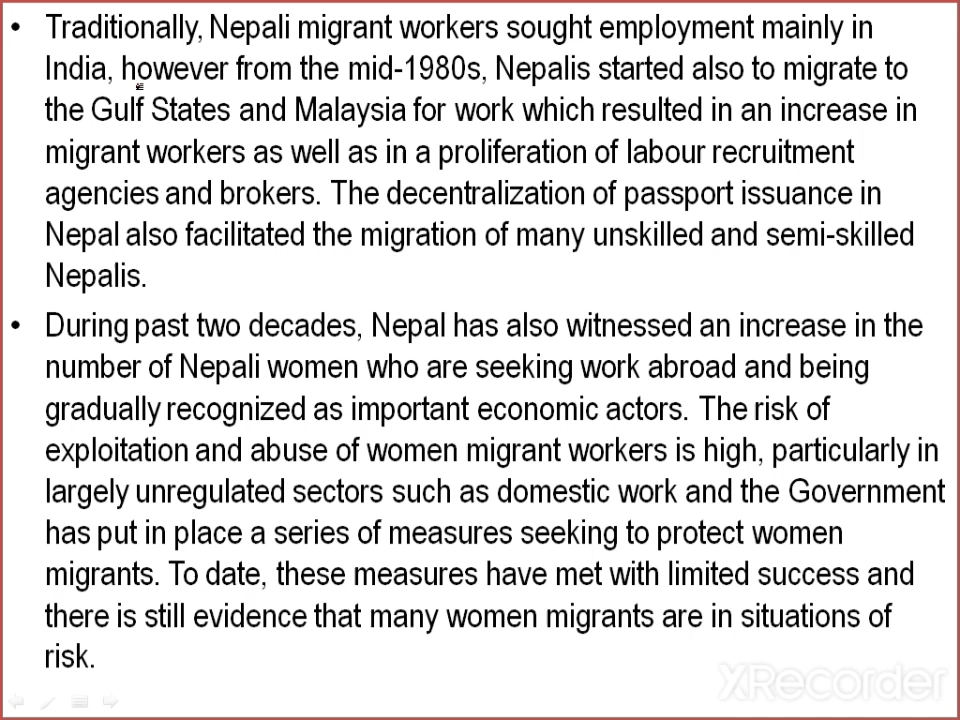 • Traditionally, Nepali migrant workers sought employment mainly in
India, however from the mid-1980s, Nepalis started also to migrate to
the Gulf States and Malaysia for work which resulted in an increase in
migrant workers as well as in a proliferation of labour recruitment
agencies and brokers. The decentralization of passport issuance in
Nepal also facilitated the migration of many unskilled and semi-skilled
Nepalis.
• During past two decades, Nepal has also witnessed an increase in the
number of Nepali women who are seeking work abroad and being
gradually recognized as important economic actors. The risk of
exploitation and abuse of women migrant workers is high, particularly in
largely unregulated sectors such as domestic work and the Government
has put in place a series of measures seeking to protect women
migrants. To date, these measures have met with limited success and
there is still evidence that many women migrants are in situations of
risk.
XRecorder